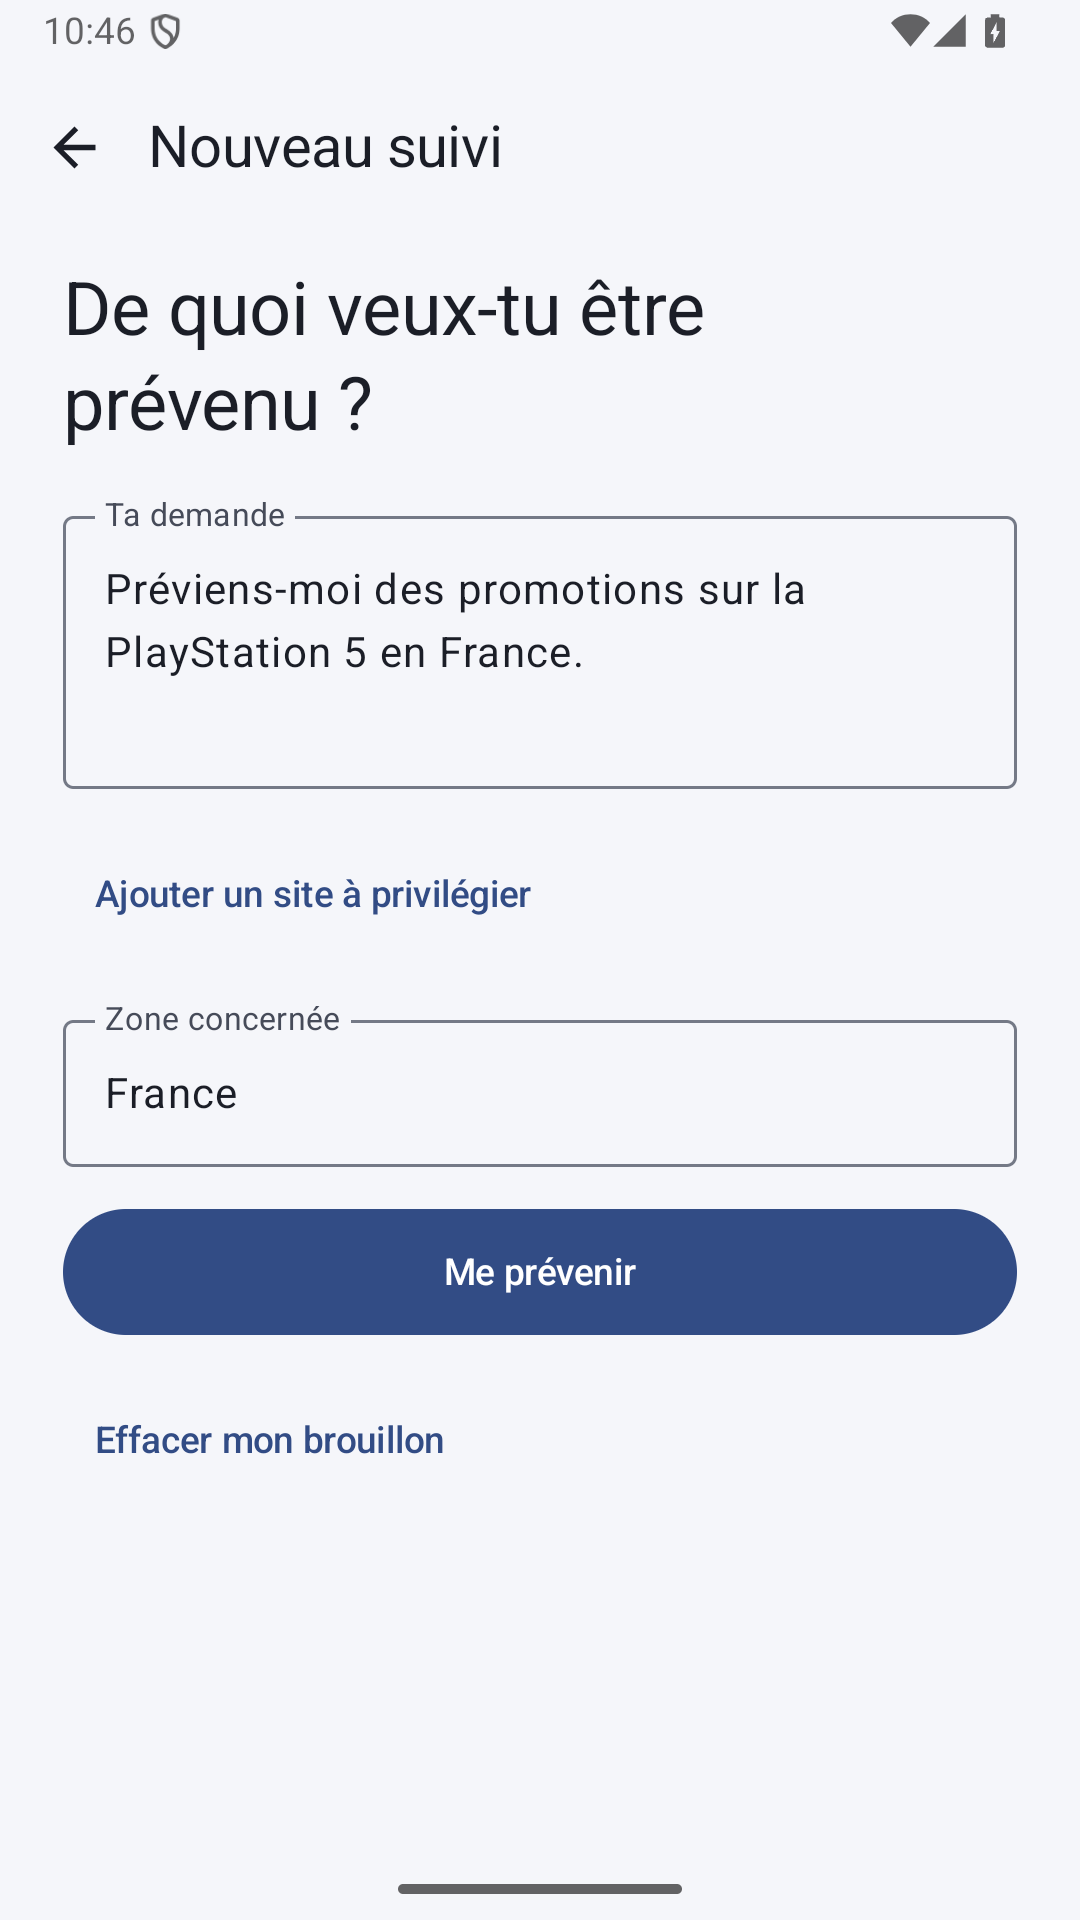 10:46
Nouveau suivi
De quoi veux-tu être
prévenu ?
Ta demande
Préviens-moi des promotions sur la
PlayStation 5 en France.
Ajouter un site à privilégier
Zone concernée
France
Me prévenir
Effacer mon brouillon